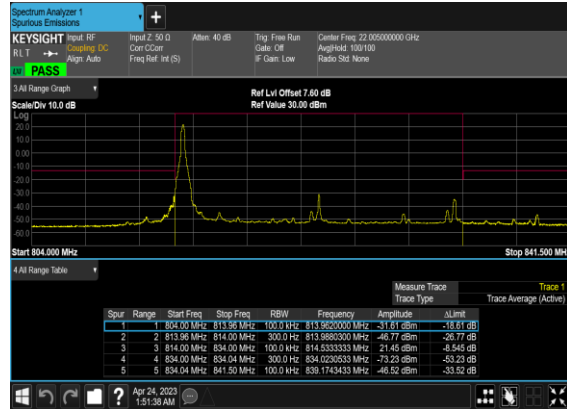 Spectrum Analyzer 1
Spurious Emissions
KEYSIGHT Input: RF Input Z: 50 Ω Atten: 40 dB Trig: Free Run Center Freq: 22.005000000 GHz
RLT Coupling: DC Corr CCorr Gate: Off Avg|Hold: 100/100
Align: Auto Freq Ref: Int (S) IF Gain: Low Radio Std: None
LW PASS
3 All Range Graph
Ref Lvl Offset 7.60 dB
Scale/Div 10.0 dB Ref Value 30.00 dBm
Log
20.0
10.0
0.00
-10.0
-20.0
-30.0
-40.0
-50.0
-60.0
Start 804.000 MHz Stop 841.500 MH
4 All Range Table
Measure Trace Trace 1
Trace Type Trace Average (Active)
Spur Range Start Freq Stop Freq RBW Frequency Amplitude ΔLimit
1 1 804.00 MHz 813.96 MHz 100.0 kHz 813.9620000 MHz -31.61 dBm -18.61 dB
2 2 813.96 MHz 814.00 MHz 300.0 Hz 813.9880300 MHz -46.77 dBm -26.77 dB
3 3 814.00 MHz 834.00 MHz 100.0 kHz 814.5333333 MHz 21.45 dBm -8.545 dB
4 4 834.00 MHz 834.04 MHz 300.0 Hz 834.0230533 MHz -73.23 dBm -53.23 dB
5 5 834.04 MHz 841.50 MHz 100.0 kHz 839.1743433 MHz -46.52 dBm -33.52 dB
Apr 24, 2023
1:51:38 AM